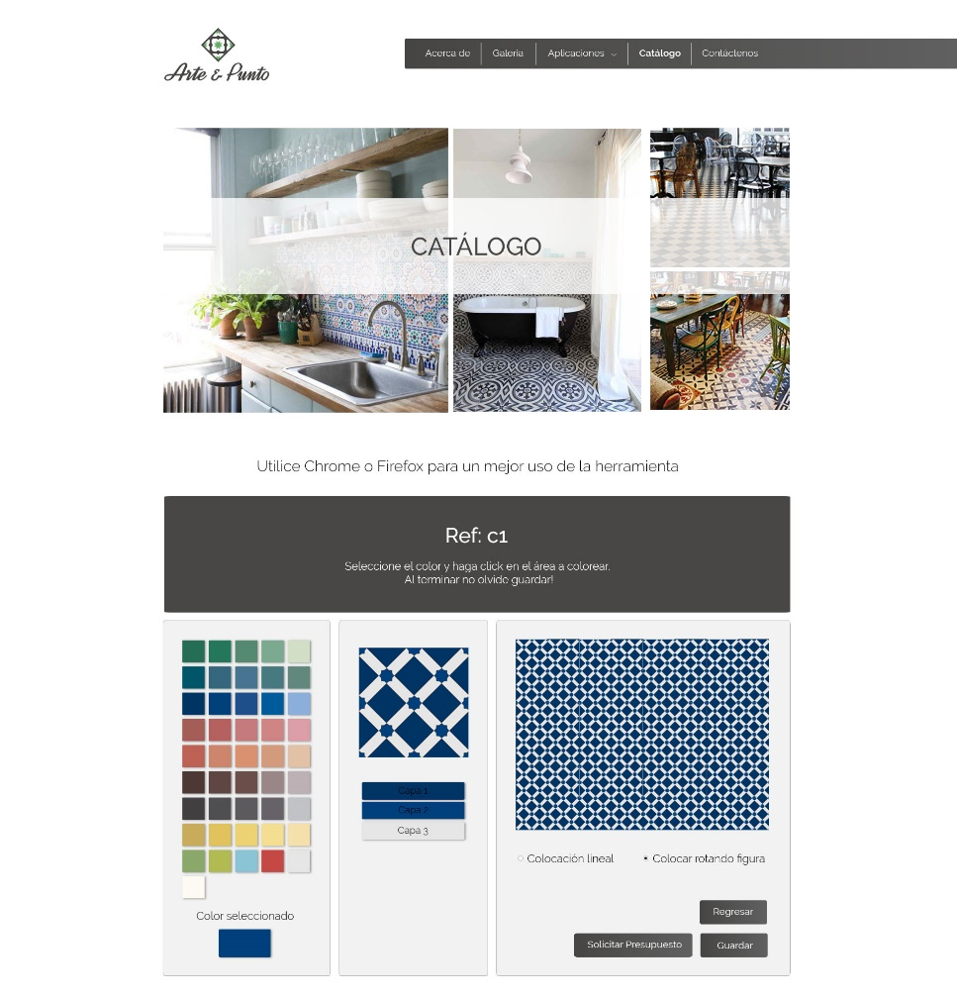 Arte & Punto
Acerca de
Galeria
Aplicaciones
Catálogo
Contáctenos
CATÁLOGO
Utilice Chrome o Firefox para un mejor uso de la herramienta
Ref: c1
Seleccione el color y haga click en el área a colorear.
Al terminar no olvide guardar!
Color seleccionado
Capa 1
Capa 2
Capa 3
Colocación lineal
Colocar rotando figura
Regresar
Solicitar Presupuesto
Guardar